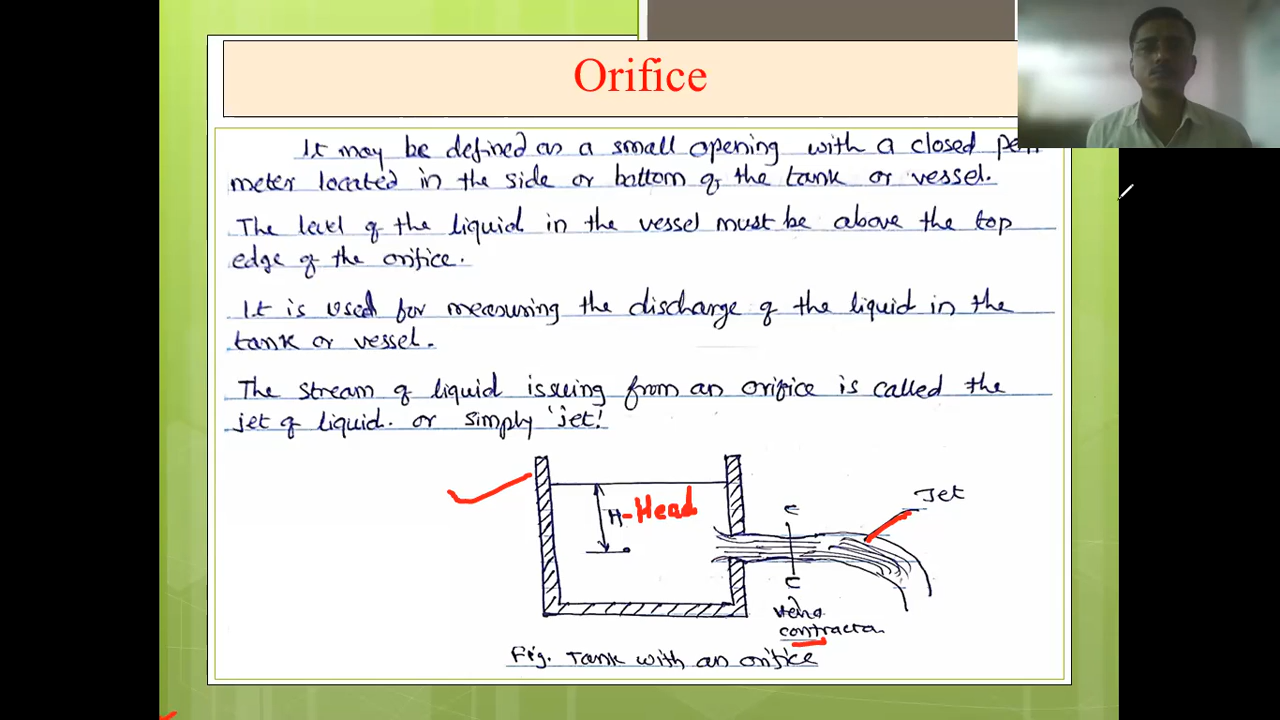 Orifice
It may be defined as a small opening with a closed peri
meter located in the side or bottom of the tank or vessel.
The level of the liquid in the vessel must be above the top
edge of the orifice.
It is used for measuring the discharge of the liquid in the
tank or vessel.
The stream of liquid issuing from an orifice is called the
jet of liquid. or simply 'jet!
H-Head
C
Jet
C
Vena
contracta
Fig. Tank with an orifice